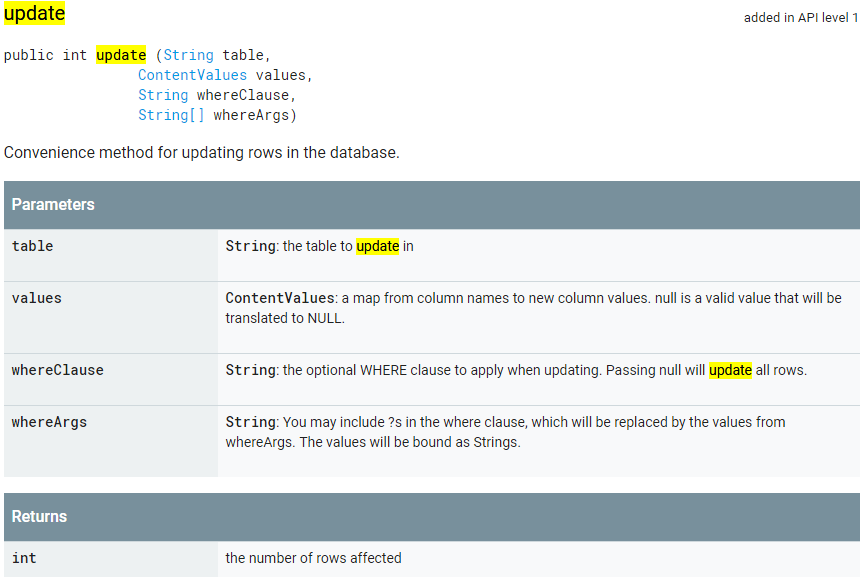 update
added in API level 1
public int update (String table,
ContentValues values,
String whereClause,
String[] whereArgs)
Convenience method for updating rows in the database.
Parameters
table
String: the table to update in
values
ContentValues: a map from column names to new column values. null is a valid value that will be
translated to NULL.
whereClause
String: the optional WHERE clause to apply when updating. Passing null will update all rows.
whereArgs
String: You may include ?s in the where clause, which will be replaced by the values from
whereArgs. The values will be bound as Strings.
Returns
int
the number of rows affected